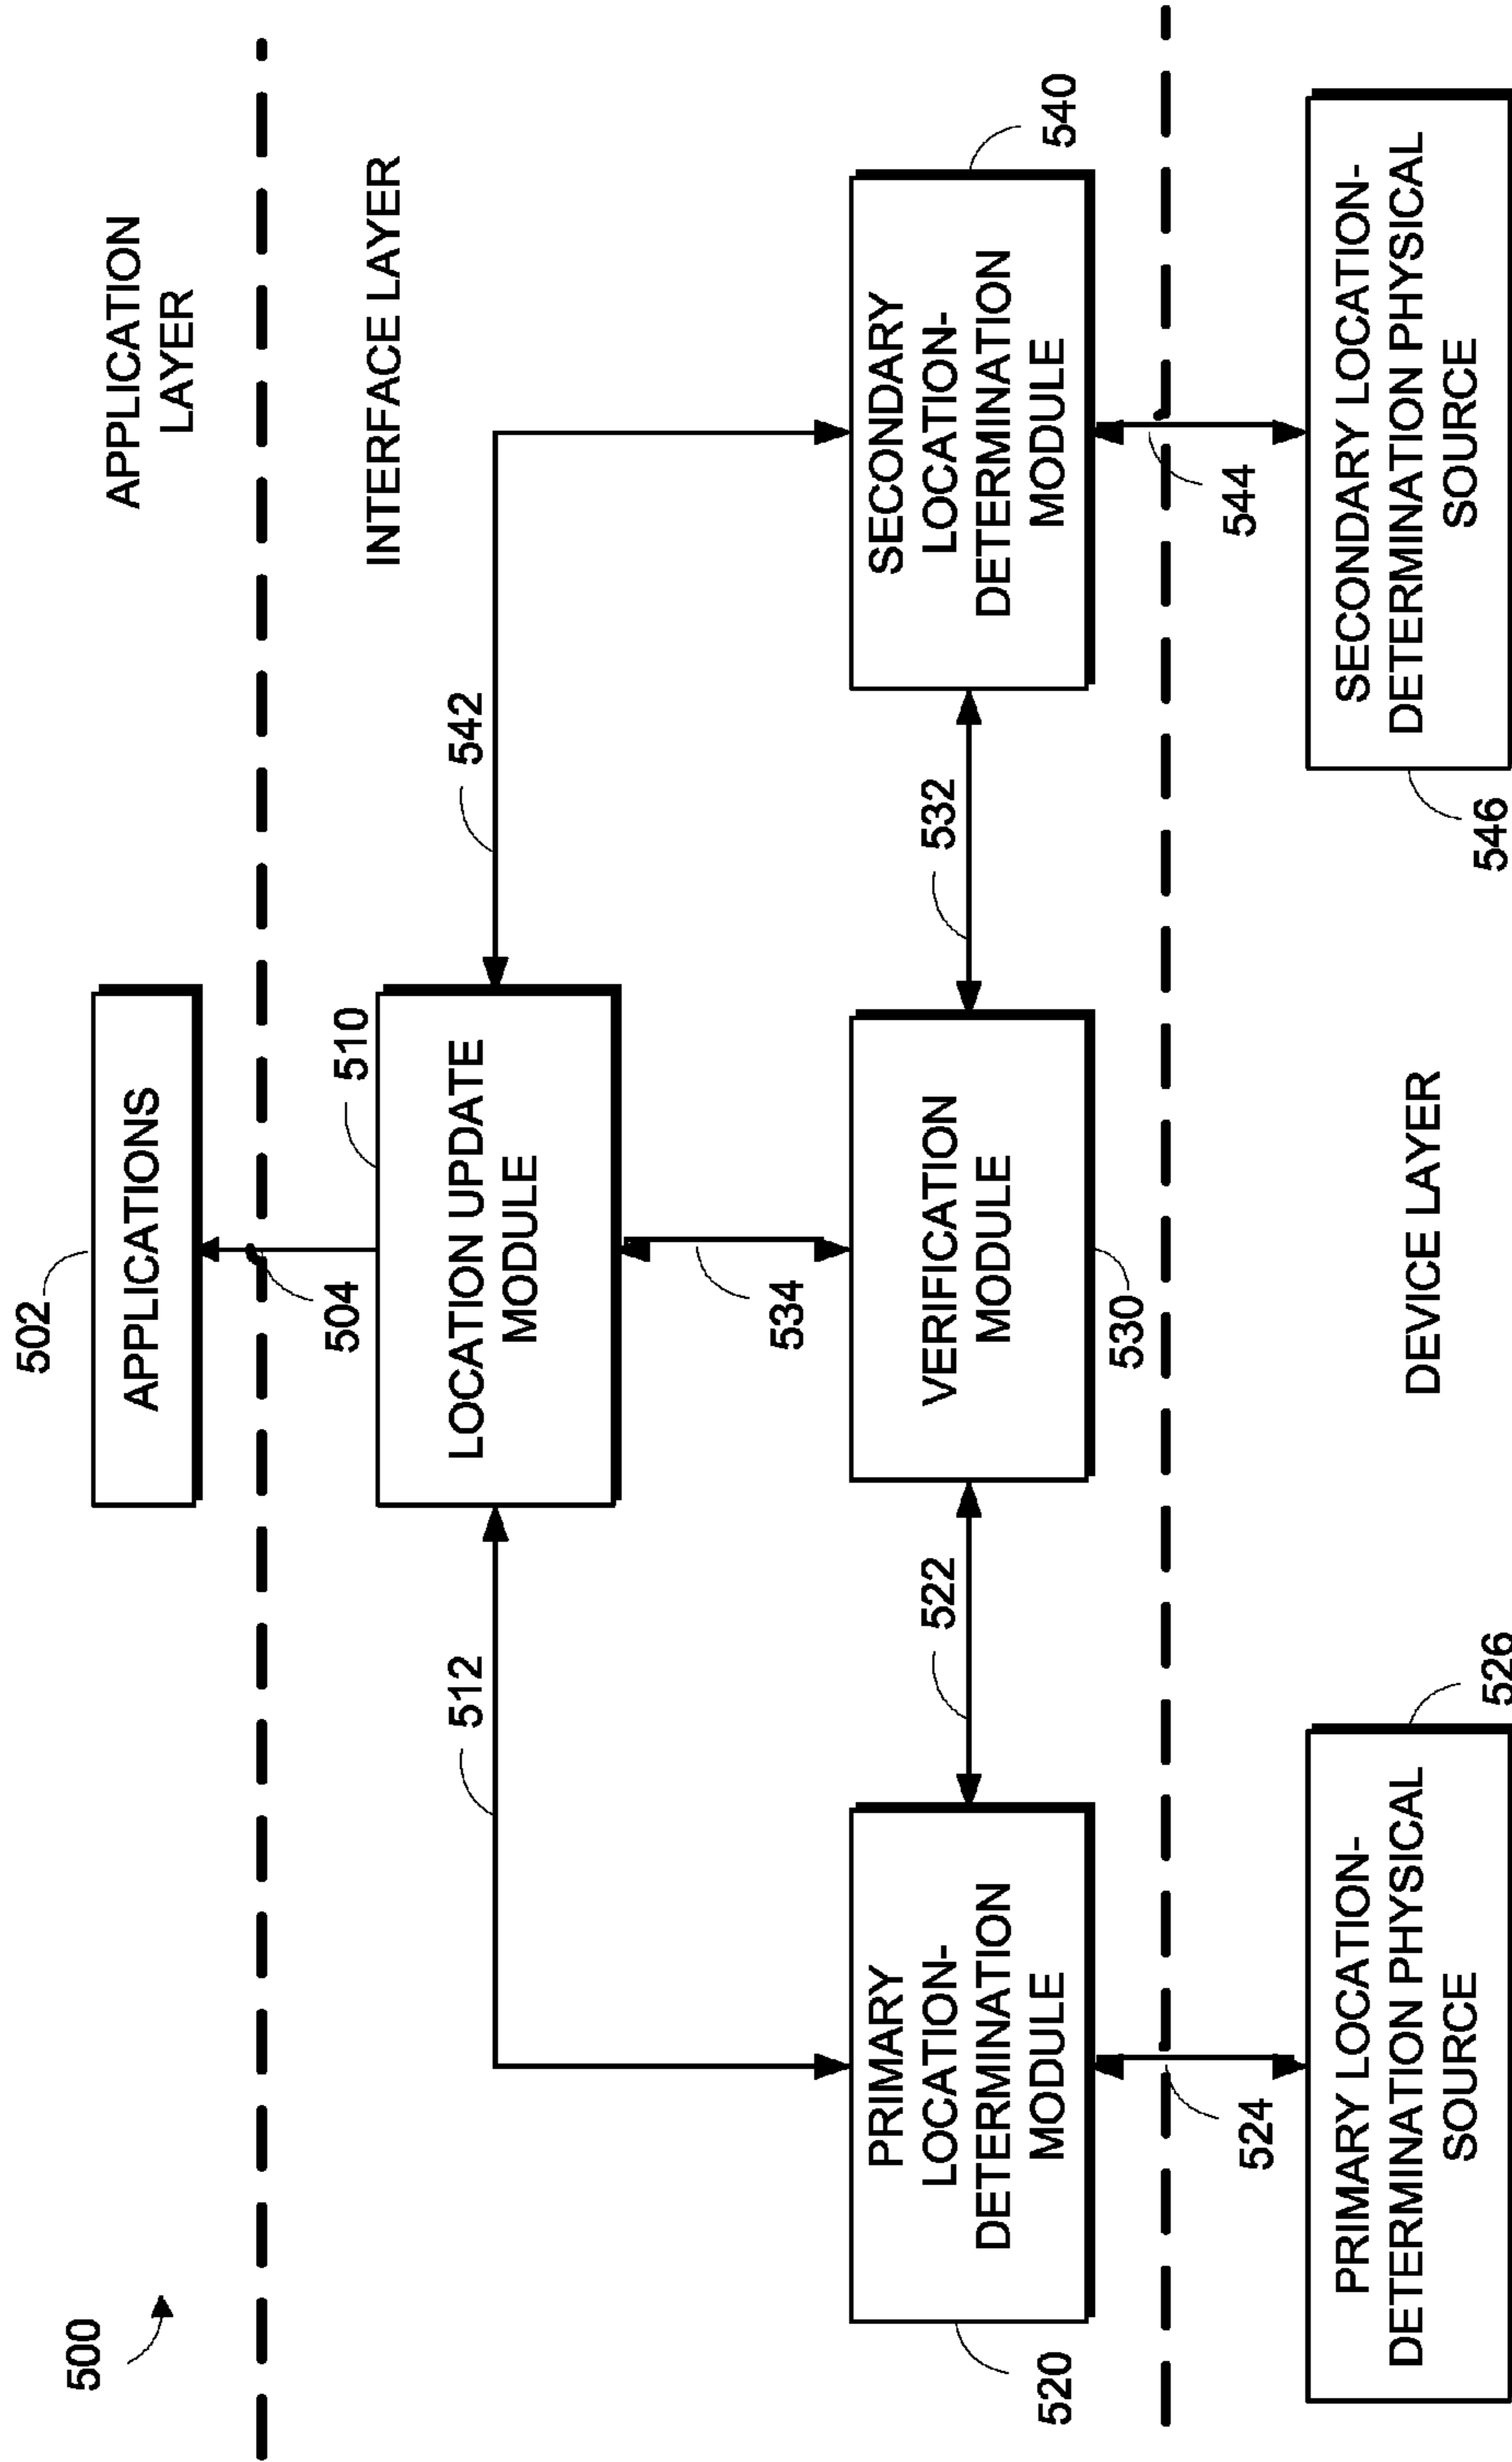 500
502
APPLICATIONS
APPLICATION
LAYER
504
510
INTERFACE LAYER
512
LOCATION UPDATE
MODULE
542
534
520
PRIMARY
LOCATION-
DETERMINATION
MODULE
522
VERIFICATION
MODULE
530
532
SECONDARY
LOCATION-
DETERMINATION
MODULE
540
524
544
PRIMARY LOCATION-
DETERMINATION PHYSICAL
SOURCE
526
DEVICE LAYER
546
SECONDARY LOCATION-
DETERMINATION PHYSICAL
SOURCE